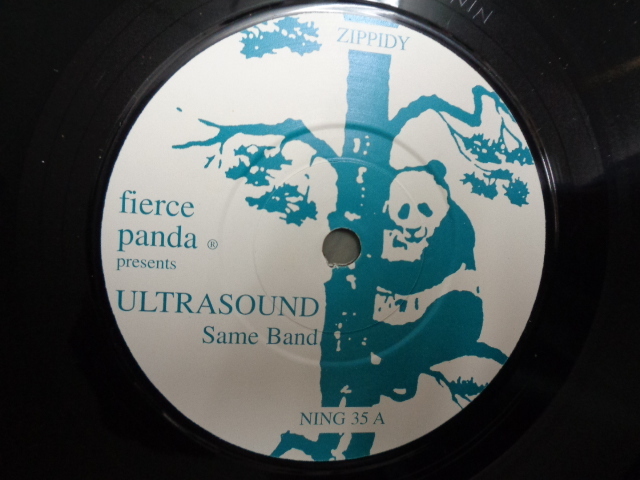 ZIPPIDY
fierce
panda ®
presents
ULTRASOUND
Same Band
NING 35 A